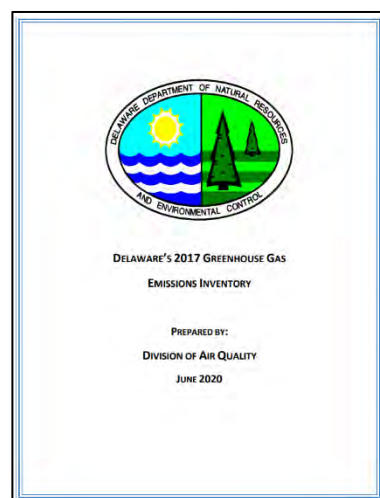 DELAWARE DEPARTMENT OF NATURAL RESOURCES
AND ENVIRONMENTAL CONTROL
DELAWARE'S 2017 GREENHOUSE GAS
EMISSIONS INVENTORY
PREPARED BY:
DIVISION OF AIR QUALITY
JUNE 2020